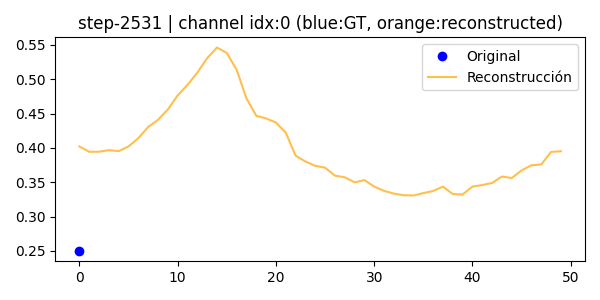 step-2531 | channel idx:0 (blue:GT, orange:reconstructed)
Original
Reconstrucción
0.55
0.50
0.45
0.40
0.35
0.30
0.25
0 10 20 30 40 50